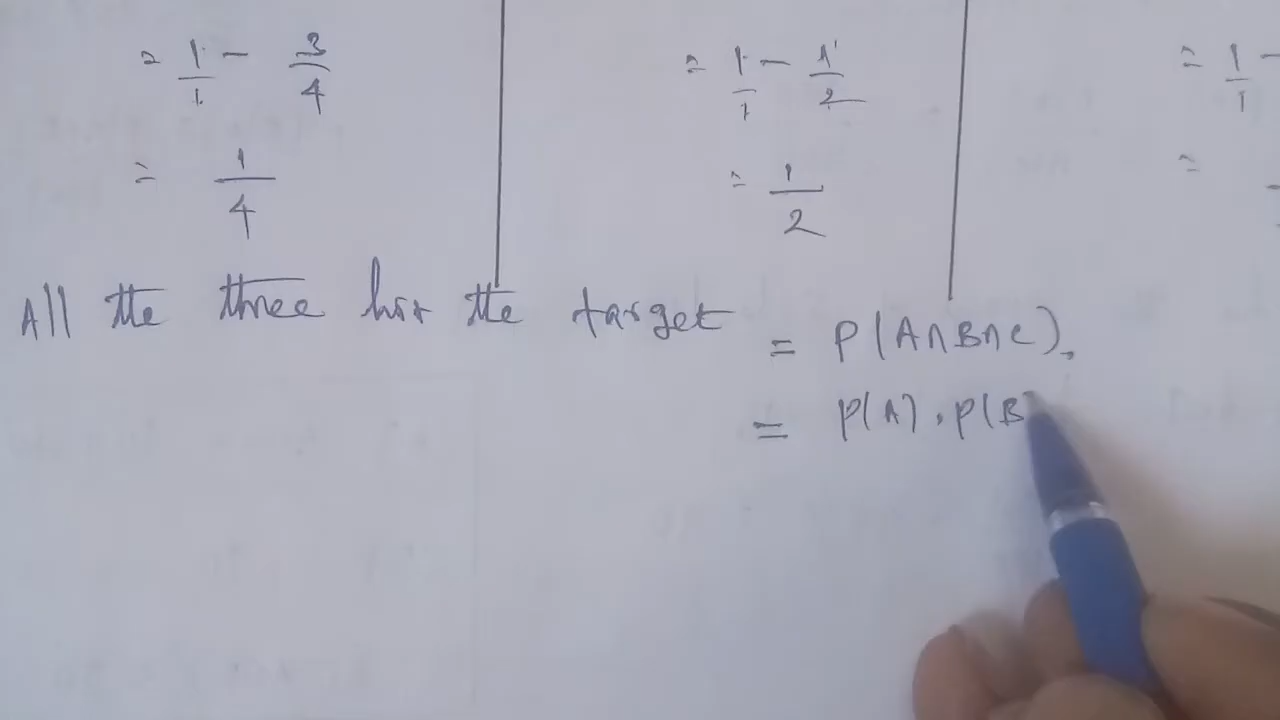 = 1/1 - 3/4
= 1/1 - 1/2
= 1/1 -
= 1/4
= 1/2
=
All the three hit the target = P(A∩B∩C).
= P(A) . P(B)